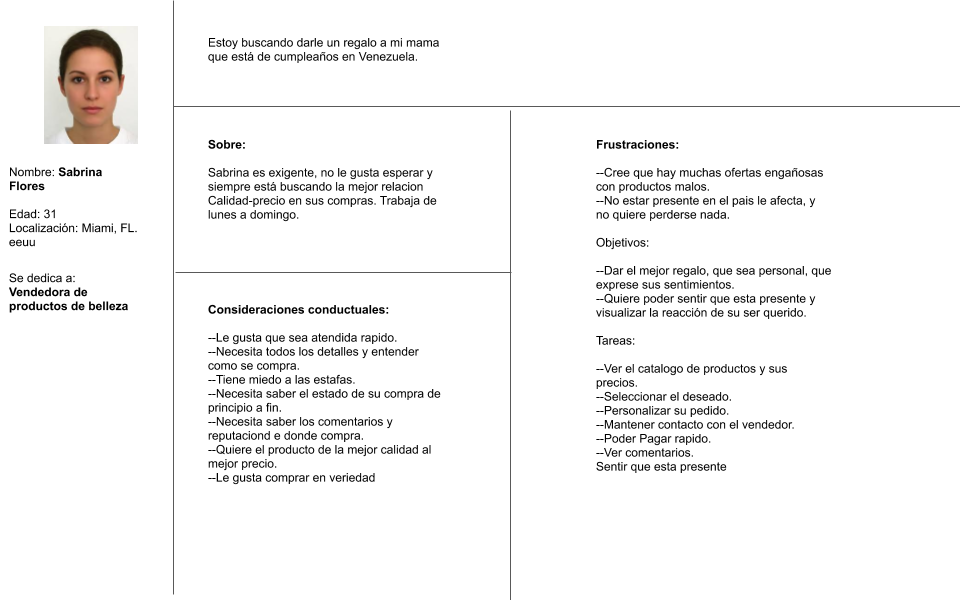 Estoy buscando darle un regalo a mi mama
que está de cumpleaños en Venezuela.
Nombre: Sabrina
Flores
Edad: 31
Localización: Miami, FL.
eeuu
Se dedica a:
Vendedora de
productos de belleza
Sobre:
Sabrina es exigente, no le gusta esperar y
siempre está buscando la mejor relacion
Calidad-precio en sus compras. Trabaja de
lunes a domingo.
Consideraciones conductuales:
--Le gusta que sea atendida rapido.
--Necesita todos los detalles y entender
como se compra.
--Tiene miedo a las estafas.
--Necesita saber el estado de su compra de
principio a fin.
--Necesita saber los comentarios y
reputaciond e donde compra.
--Quiere el producto de la mejor calidad al
mejor precio.
--Le gusta comprar en veriedad
Frustraciones:
--Cree que hay muchas ofertas engañosas
con productos malos.
--No estar presente en el pais le afecta, y
no quiere perderse nada.
Objetivos:
--Dar el mejor regalo, que sea personal, que
exprese sus sentimientos.
--Quiere poder sentir que esta presente y
visualizar la reacción de su ser querido.
Tareas:
--Ver el catalogo de productos y sus
precios.
--Seleccionar el deseado.
--Personalizar su pedido.
--Mantener contacto con el vendedor.
--Poder Pagar rapido.
--Ver comentarios.
Sentir que esta presente